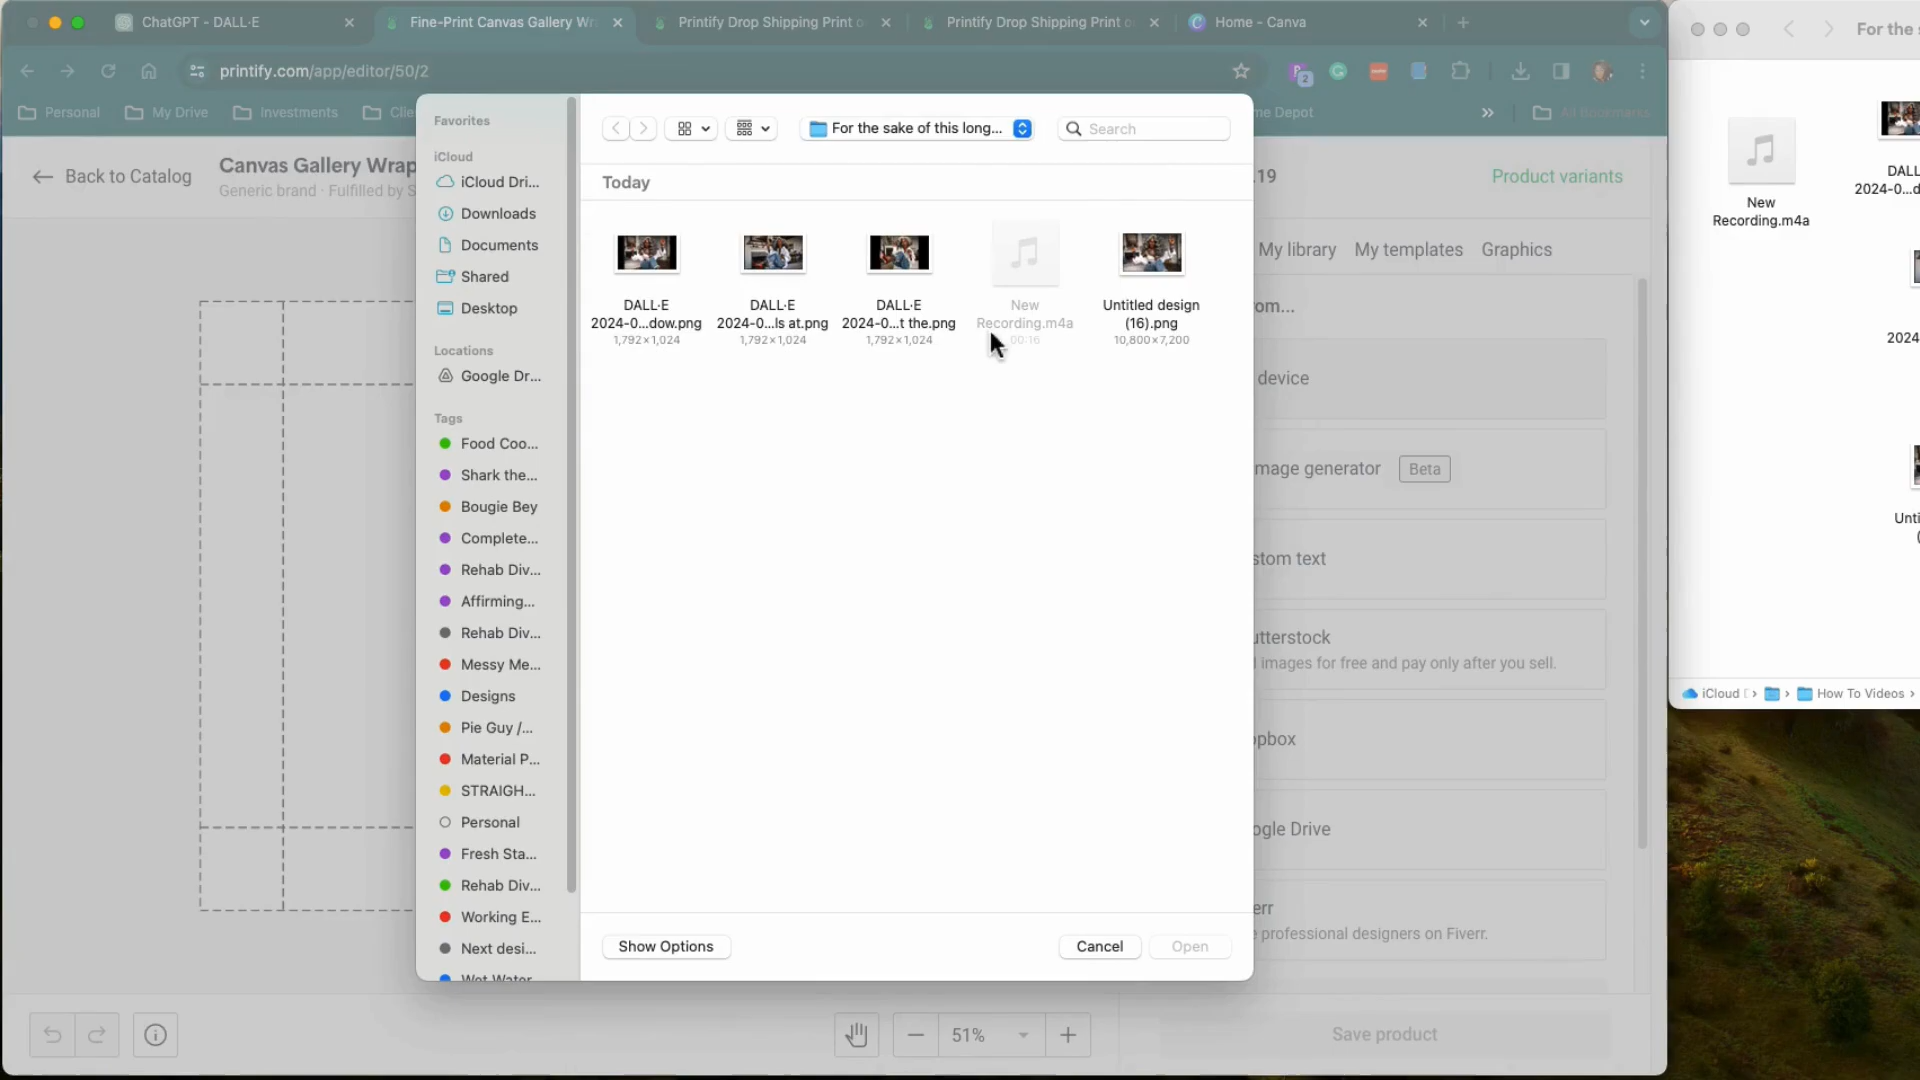 ChatGPT - DALL·E
Fine-Print Canvas Gallery Wr
Printify Drop Shipping Print o
Printify Drop Shipping Print o
Home - Canva
For the s
printify.com/app/editor/50/2
2
Personal
My Drive
Investments
Clie
me Depot
All Bookmarks
Back to Catalog
Canvas Gallery Wrap
Generic brand · Fulfilled by S
.19
Product variants
My library
My templates
Graphics
om...
device
mage generator
Beta
stom text
utterstock
l images for free and pay only after you sell.
opbox
ogle Drive
err
e professional designers on Fiverr.
Save product
51%
Favorites
iCloud
iCloud Dri...
Downloads
Documents
Shared
Desktop
Locations
Google Dr...
Tags
Food Coo...
Shark the...
Bougie Bey
Complete...
Rehab Div...
Affirming...
Rehab Div...
Messy Me...
Designs
Pie Guy /...
Material P...
STRAIGH...
Personal
Fresh Sta...
Rehab Div...
Working E...
Next desi...
Wet Water
For the sake of this long...
Search
Today
DALL·E
2024-0...dow.png
1,792×1,024
DALL·E
2024-0...ls at.png
1,792×1,024
DALL·E
2024-0...t the.png
1,792×1,024
New
Recording.m4a
00:16
Untitled design
(16).png
10,800×7,200
Show Options
Cancel
Open
New
Recording.m4a
DALL
2024-0...d
2024
Unti
(
iCloud D
How To Videos